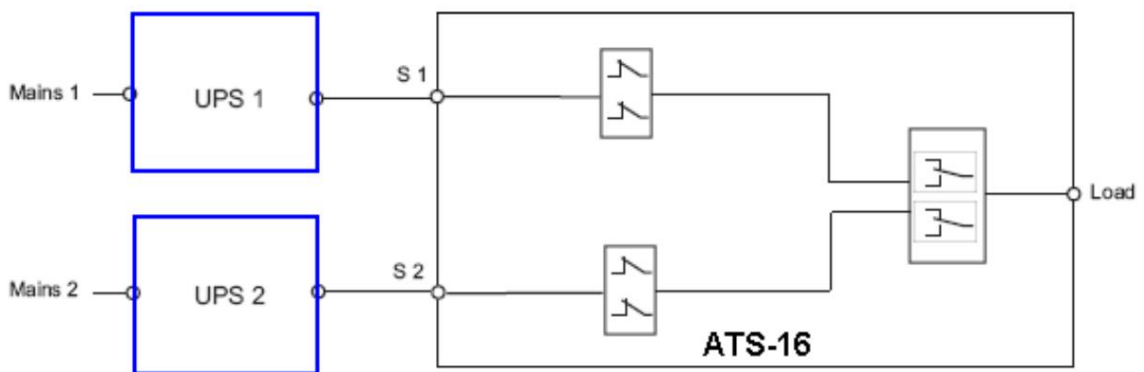 S 1
Mains 1
UPS 1
Load
S 2
Mains 2
UPS 2
ATS-16